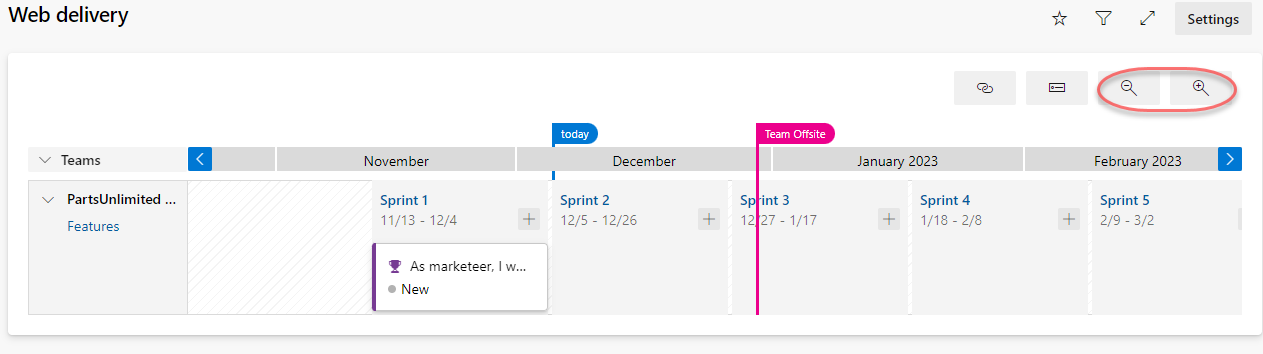 Web delivery
Settings
today
Team Offsite
Teams
November
December
January 2023
February 2023
PartsUnlimited ...
Features
Sprint 1
11/13 - 12/4
Sprint 2
12/5 - 12/26
Sprint 3
12/27 - 1/17
Sprint 4
1/18 - 2/8
Sprint 5
2/9 - 3/2
As marketeer, I w...
New